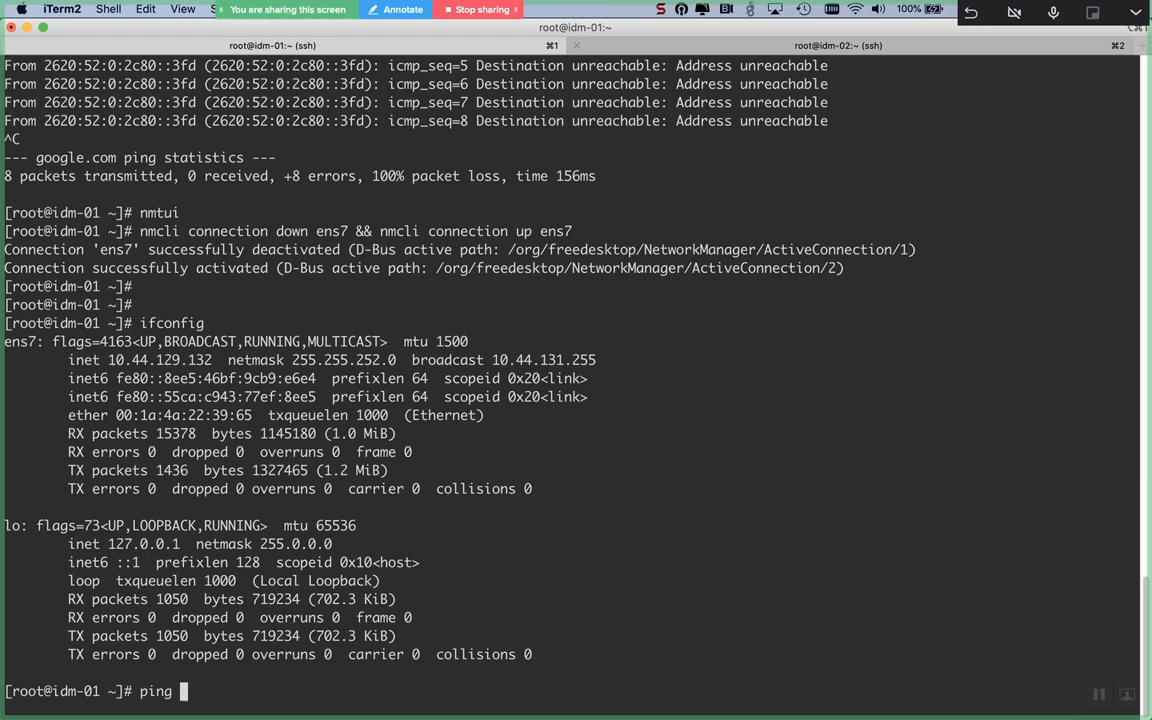 iTerm2 Shell Edit View You are sharing this screen Annotate Stop sharing 100%
root@idm-01:~ (ssh)
root@idm-01:~ (ssh) ⌘1 root@idm-02:~ (ssh) ⌘2
From 2620:52:0:2c80::3fd (2620:52:0:2c80::3fd): icmp_seq=5 Destination unreachable: Address unreachable
From 2620:52:0:2c80::3fd (2620:52:0:2c80::3fd): icmp_seq=6 Destination unreachable: Address unreachable
From 2620:52:0:2c80::3fd (2620:52:0:2c80::3fd): icmp_seq=7 Destination unreachable: Address unreachable
From 2620:52:0:2c80::3fd (2620:52:0:2c80::3fd): icmp_seq=8 Destination unreachable: Address unreachable
^C
--- google.com ping statistics ---
8 packets transmitted, 0 received, +8 errors, 100% packet loss, time 156ms
[root@idm-01 ~]# nmtui
[root@idm-01 ~]# nmcli connection down ens7 && nmcli connection up ens7
Connection 'ens7' successfully deactivated (D-Bus active path: /org/freedesktop/NetworkManager/ActiveConnection/1)
Connection successfully activated (D-Bus active path: /org/freedesktop/NetworkManager/ActiveConnection/2)
[root@idm-01 ~]#
[root@idm-01 ~]#
[root@idm-01 ~]# ifconfig
ens7: flags=4163<UP,BROADCAST,RUNNING,MULTICAST> mtu 1500
inet 10.44.129.132 netmask 255.255.252.0 broadcast 10.44.131.255
inet6 fe80::8ee5:46bf:9cb9:e6e4 prefixlen 64 scopeid 0x20<link>
inet6 fe80::55ca:c943:77ef:8ee5 prefixlen 64 scopeid 0x20<link>
ether 00:1a:4a:22:39:65 txqueuelen 1000 (Ethernet)
RX packets 15378 bytes 1145180 (1.0 MiB)
RX errors 0 dropped 0 overruns 0 frame 0
TX packets 1436 bytes 1327465 (1.2 MiB)
TX errors 0 dropped 0 overruns 0 carrier 0 collisions 0
lo: flags=73<UP,LOOPBACK,RUNNING> mtu 65536
inet 127.0.0.1 netmask 255.0.0.0
inet6 ::1 prefixlen 128 scopeid 0x10<host>
loop txqueuelen 1000 (Local Loopback)
RX packets 1050 bytes 719234 (702.3 KiB)
RX errors 0 dropped 0 overruns 0 frame 0
TX packets 1050 bytes 719234 (702.3 KiB)
TX errors 0 dropped 0 overruns 0 carrier 0 collisions 0
[root@idm-01 ~]# ping